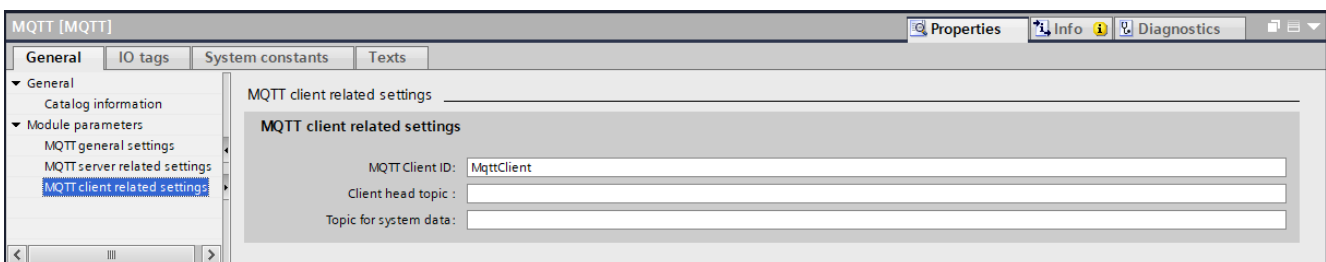 MQTT [MQTT]
Properties Info Diagnostics
General IO tags System constants Texts
General
Catalog information
Module parameters
MQTT general settings
MQTT server related settings
MQTT client related settings
MQTT client related settings
MQTT client related settings
MQTT Client ID: MqttClient
Client head topic :
Topic for system data: